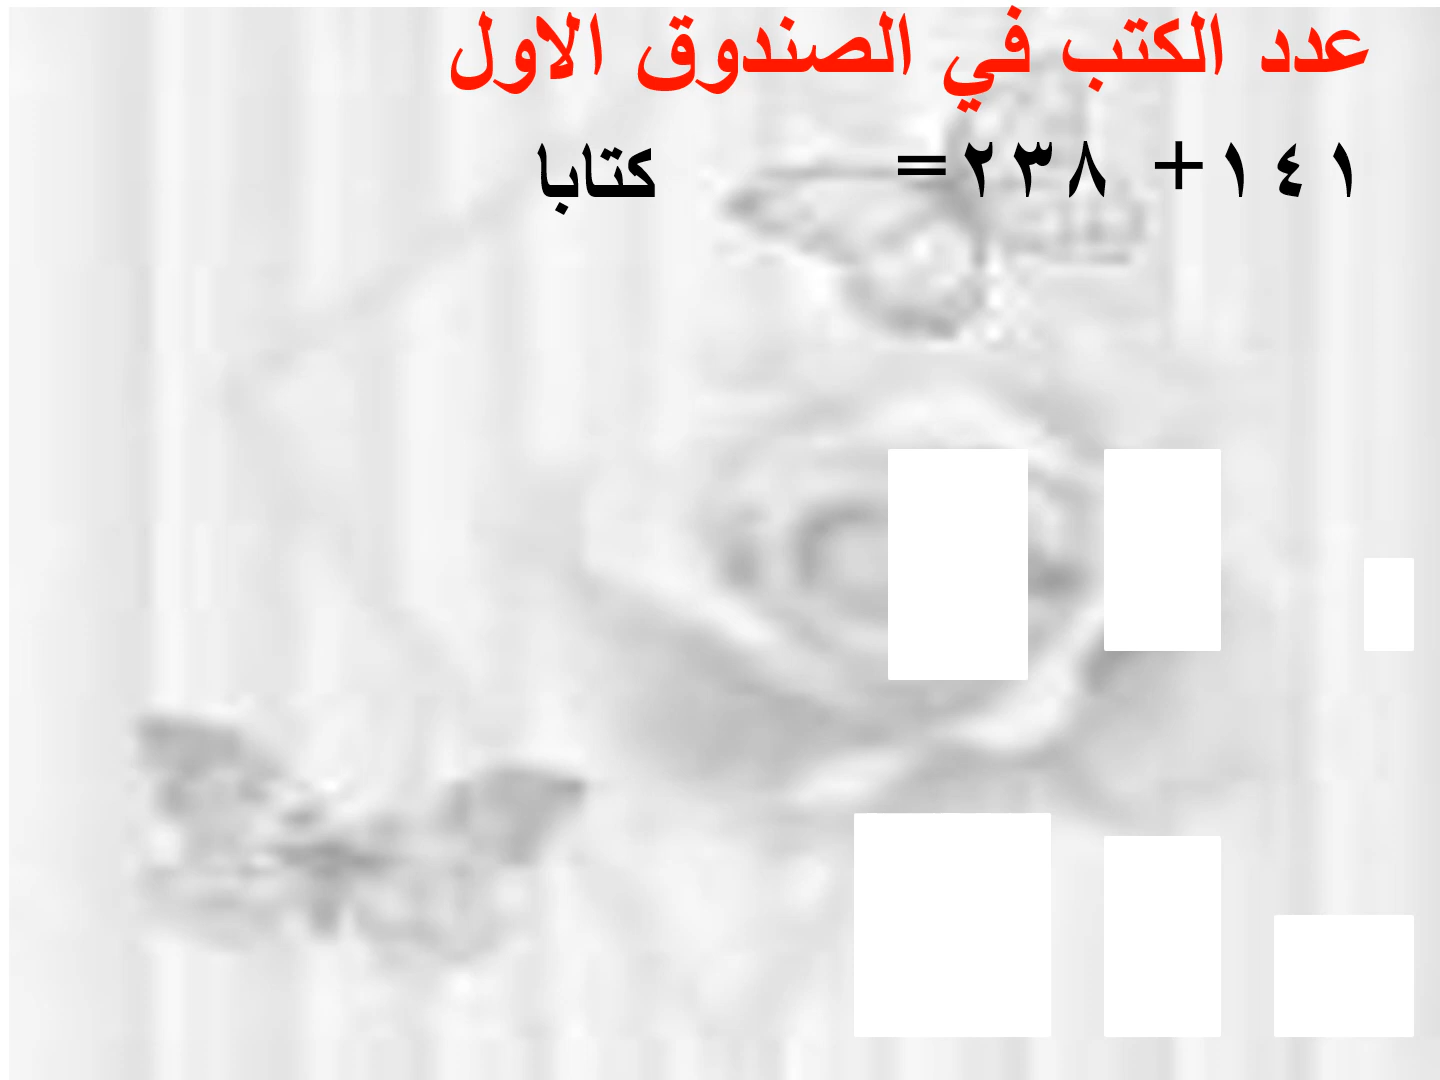 عدد الكتب في الصندوق الاول
١٤١ + ٢٣٨ = كتابا